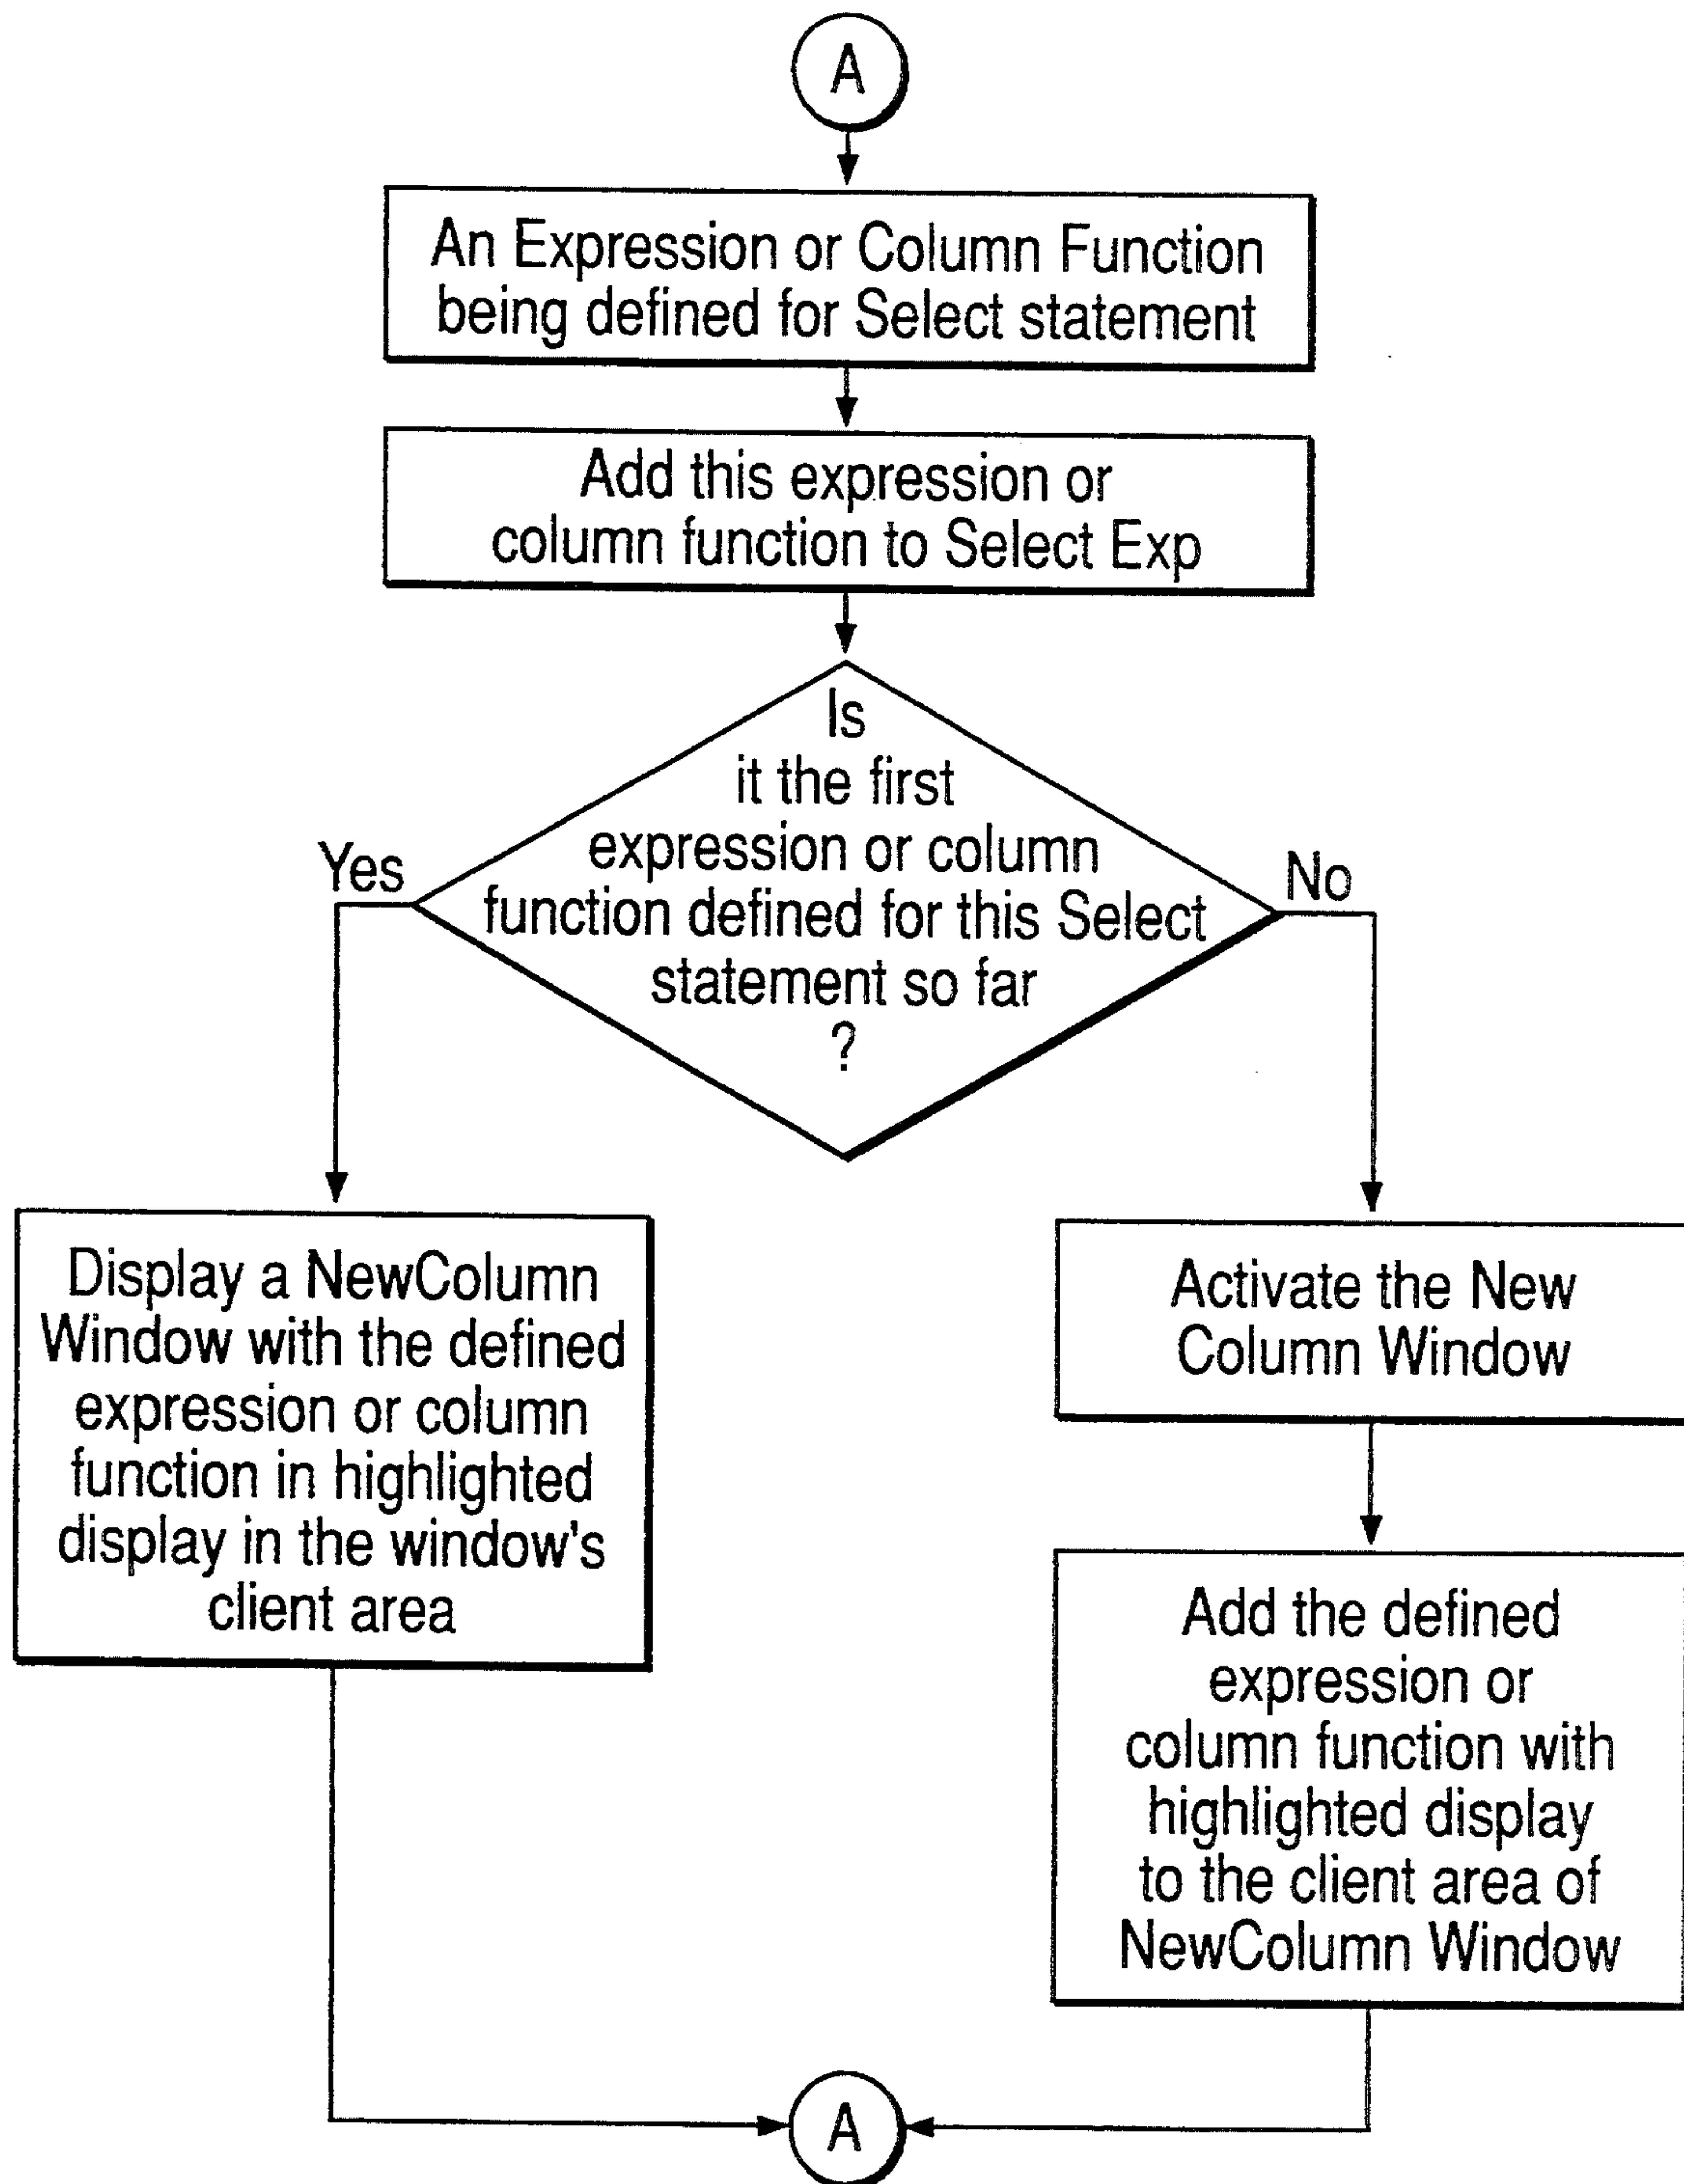 A
An Expression or Column Function
being defined for Select statement
Add this expression or
column function to Select Exp
Is
it the first
expression or column
function defined for this Select
statement so far
?
Yes
No
Display a NewColumn
Window with the defined
expression or column
function in highlighted
display in the window's
client area
Activate the New
Column Window
Add the defined
expression or
column function with
highlighted display
to the client area of
NewColumn Window
A